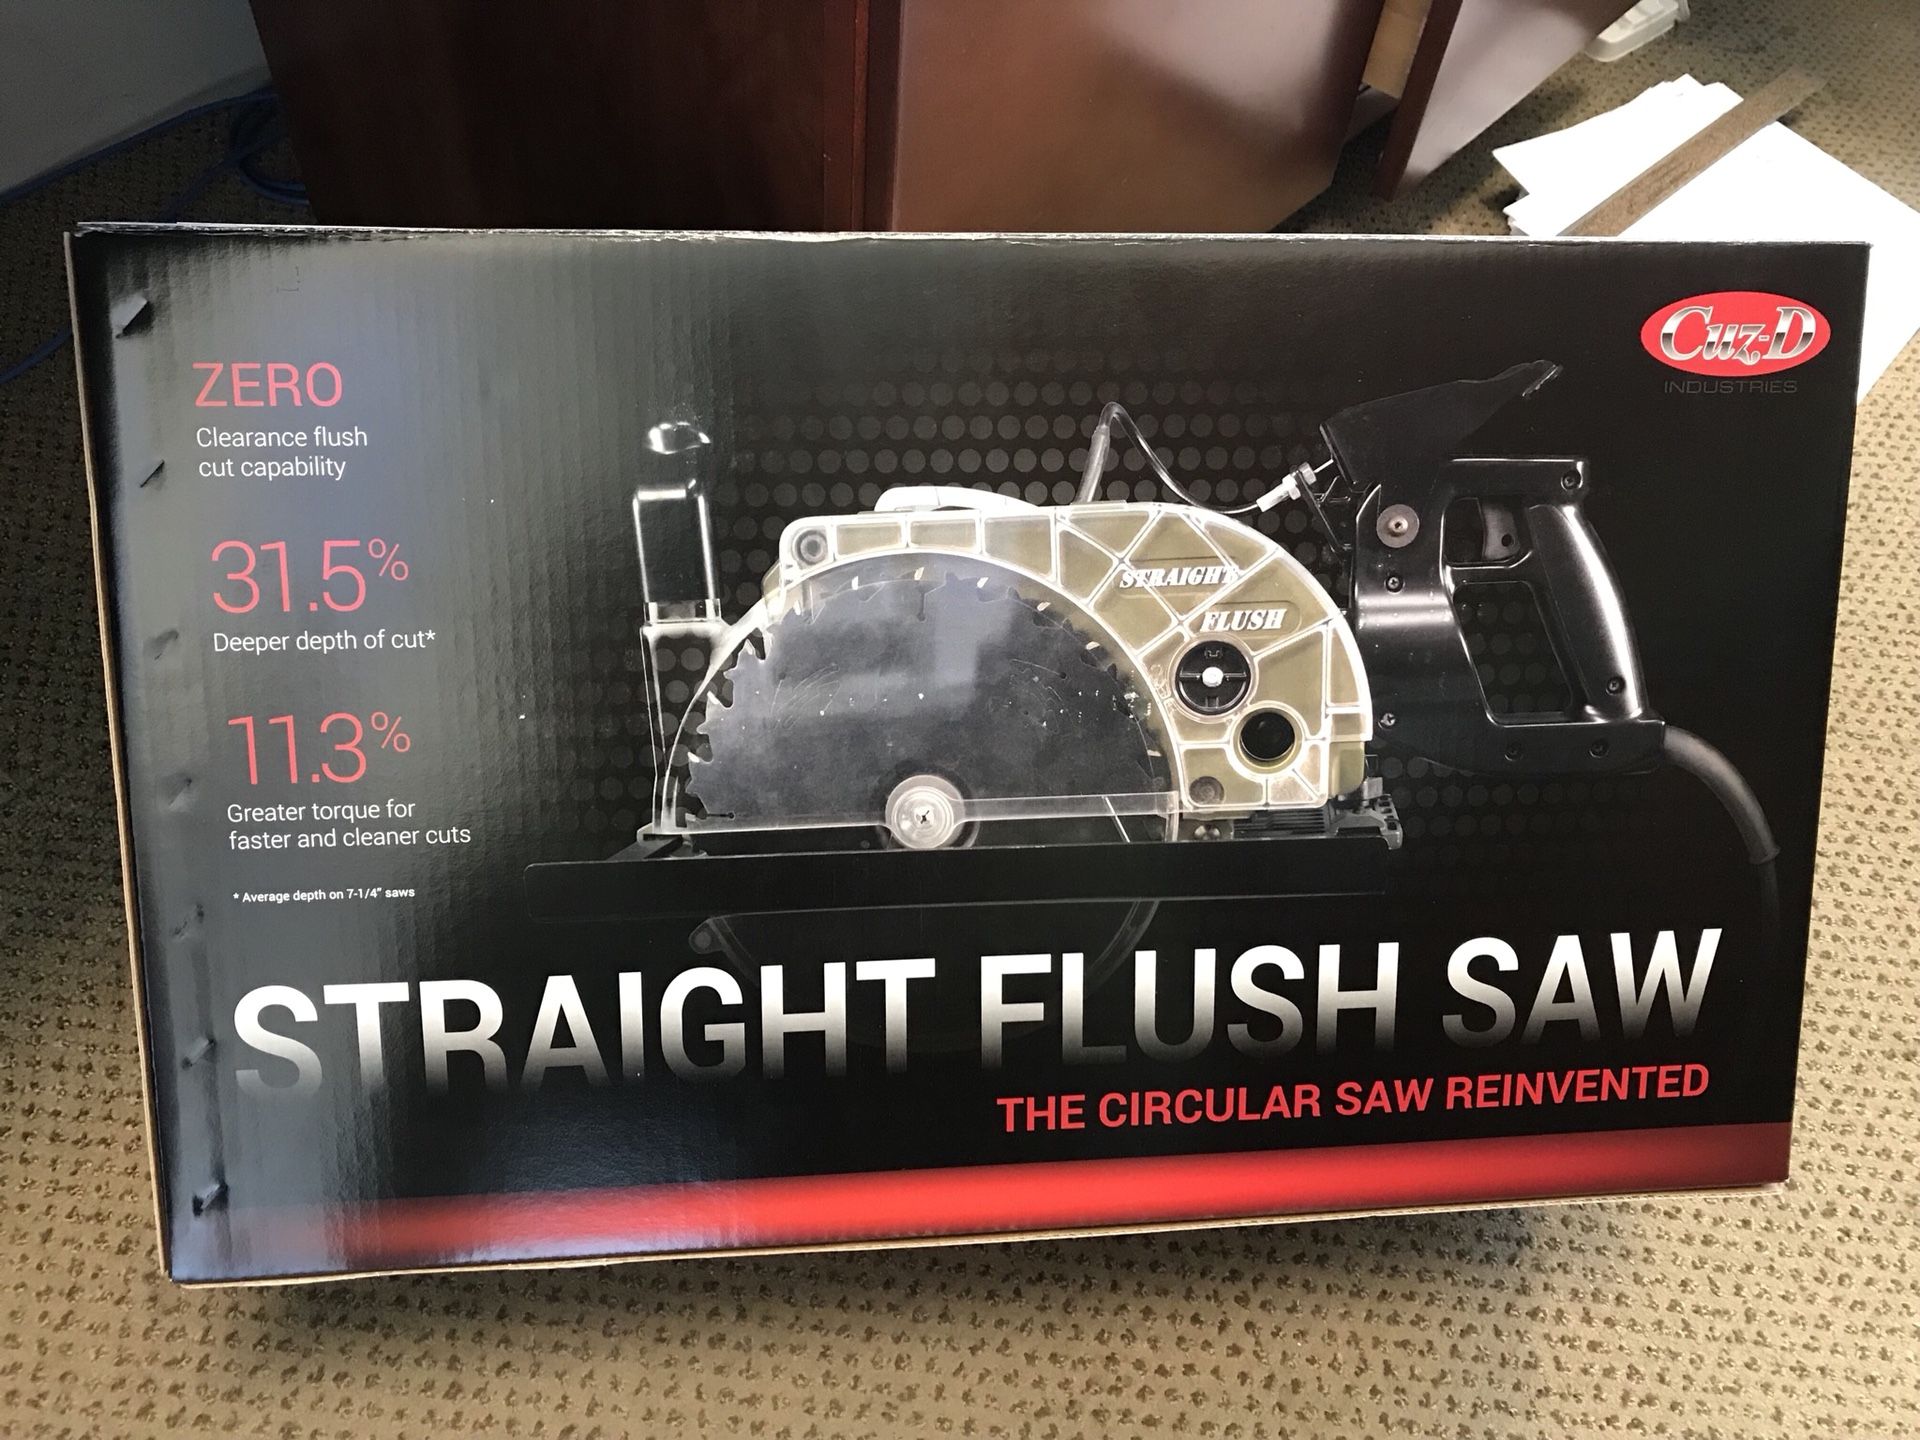 Cuz-D
INDUSTRIES
ZERO
Clearance flush
cut capability
31.5%
Deeper depth of cut*
11.3%
Greater torque for
faster and cleaner cuts
* Average depth on 7-1/4" saws
STRAIGHT
FLUSH
STRAIGHT FLUSH SAW
THE CIRCULAR SAW REINVENTED